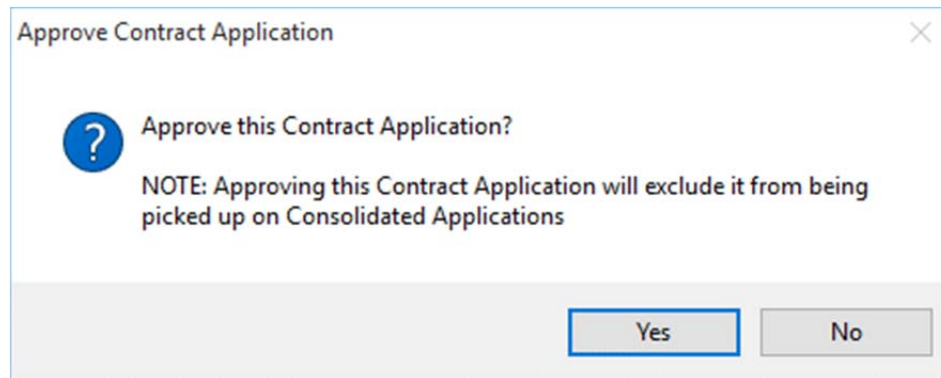 Approve Contract Application
Approve this Contract Application?
NOTE: Approving this Contract Application will exclude it from being
picked up on Consolidated Applications
Yes
No